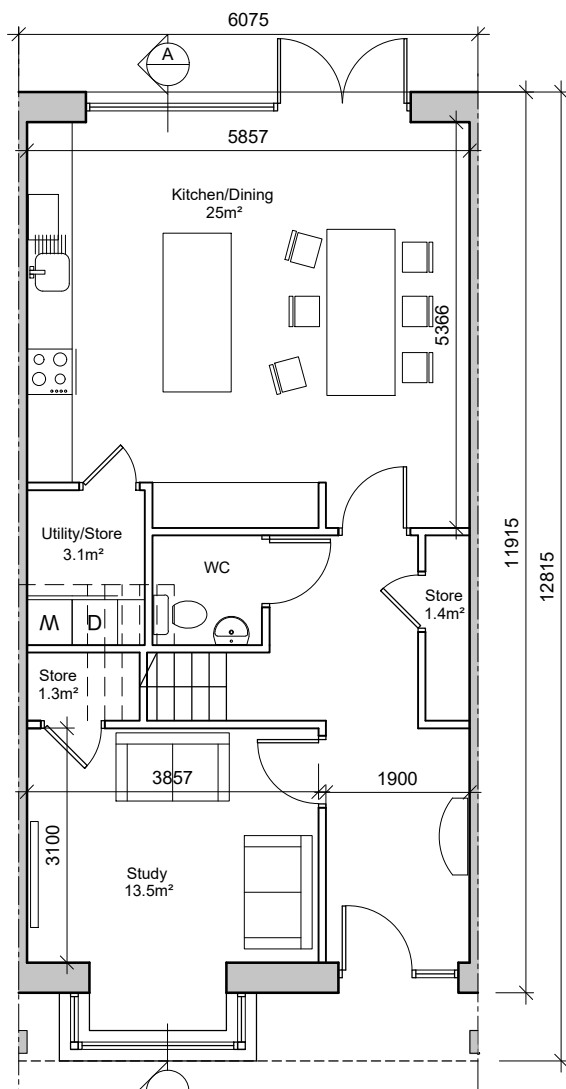 6075
A
5857
Kitchen/Dining
25m²
5366
Utility/Store
3.1m²
WC
11915
12815
Store
1.4m²
M
D
Store
1.3m²
3857
1900
3100
Study
13.5m²